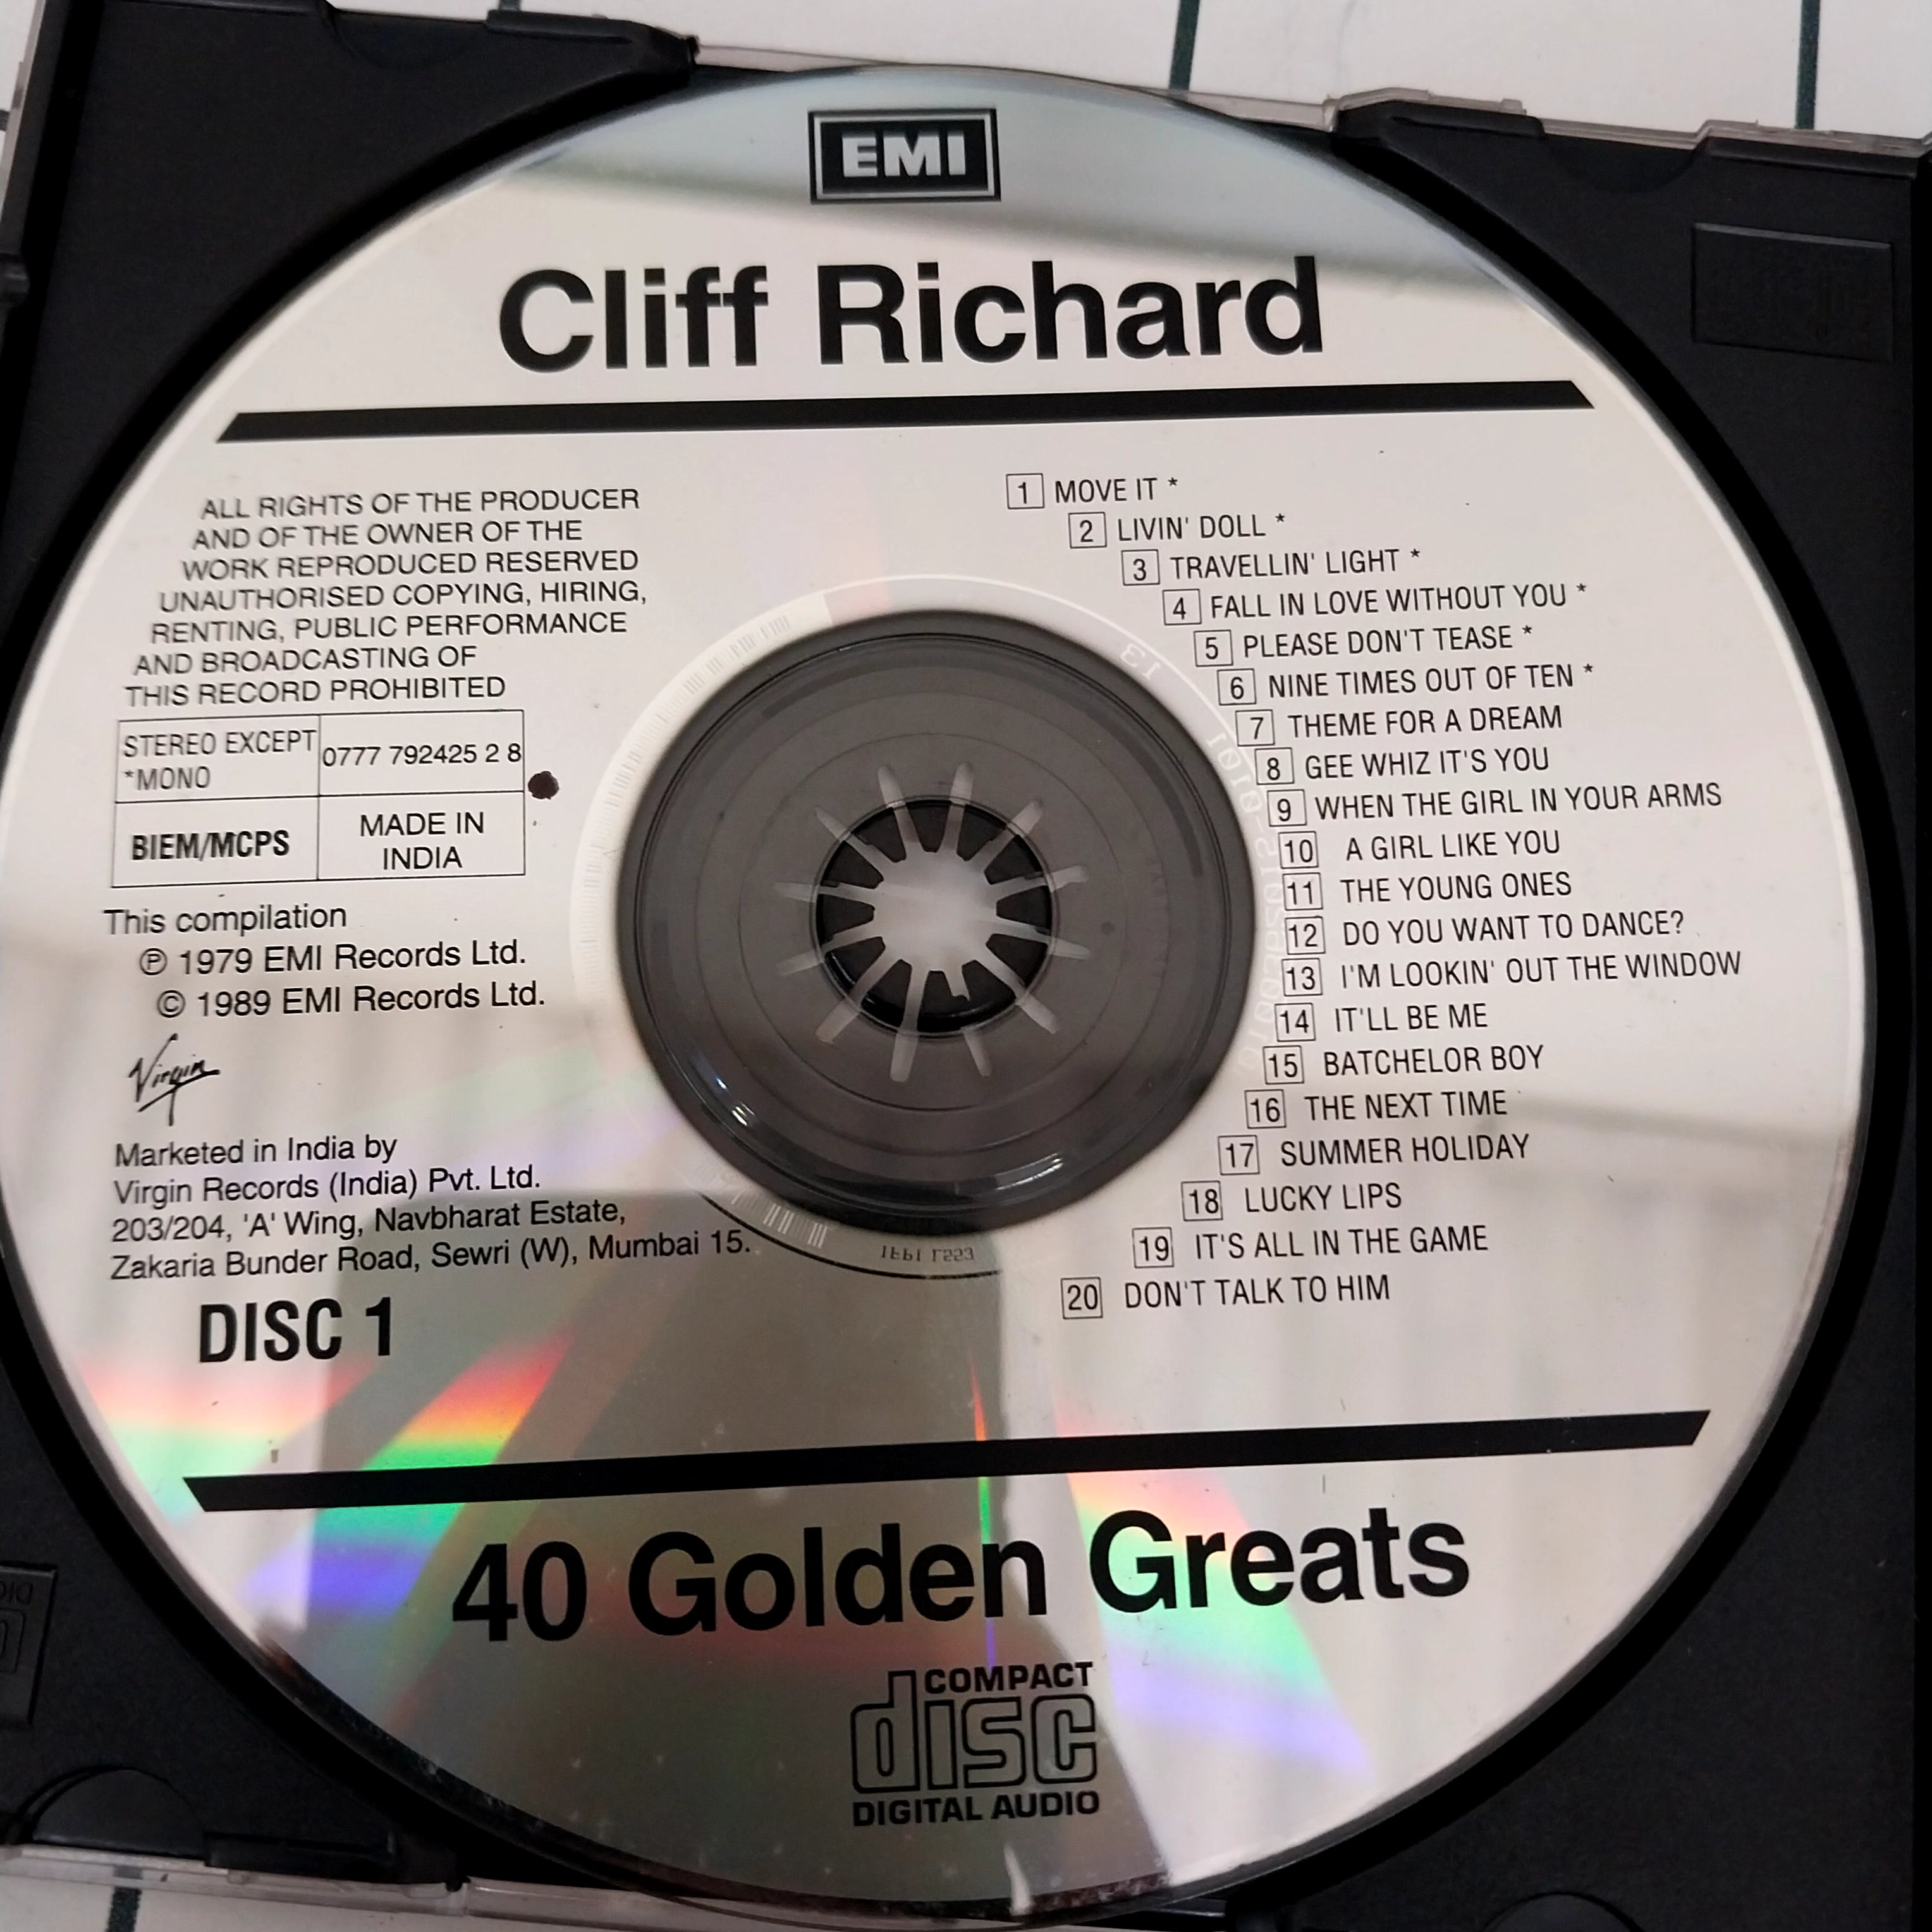 EMI
Cliff Richard
ALL RIGHTS OF THE PRODUCER
AND OF THE OWNER OF THE
WORK REPRODUCED RESERVED
UNAUTHORISED COPYING, HIRING,
RENTING, PUBLIC PERFORMANCE
AND BROADCASTING OF
THIS RECORD PROHIBITED
STEREO EXCEPT
*MONO
0777 792425 2 8
BIEM/MCPS
MADE IN
INDIA
This compilation
℗ 1979 EMI Records Ltd.
© 1989 EMI Records Ltd.
Virgin
Marketed in India by
Virgin Records (India) Pvt. Ltd.
203/204, 'A' Wing, Navbharat Estate,
Zakaria Bunder Road, Sewri (W), Mumbai 15.
DISC 1
1 MOVE IT *
2 LIVIN' DOLL *
3 TRAVELLIN' LIGHT *
4 FALL IN LOVE WITHOUT YOU *
5 PLEASE DON'T TEASE *
6 NINE TIMES OUT OF TEN *
7 THEME FOR A DREAM
8 GEE WHIZ IT'S YOU
9 WHEN THE GIRL IN YOUR ARMS
10 A GIRL LIKE YOU
11 THE YOUNG ONES
12 DO YOU WANT TO DANCE?
13 I'M LOOKIN' OUT THE WINDOW
14 IT'LL BE ME
15 BATCHELOR BOY
16 THE NEXT TIME
17 SUMMER HOLIDAY
18 LUCKY LIPS
19 IT'S ALL IN THE GAME
20 DON'T TALK TO HIM
40 Golden Greats
COMPACT
disc
DIGITAL AUDIO